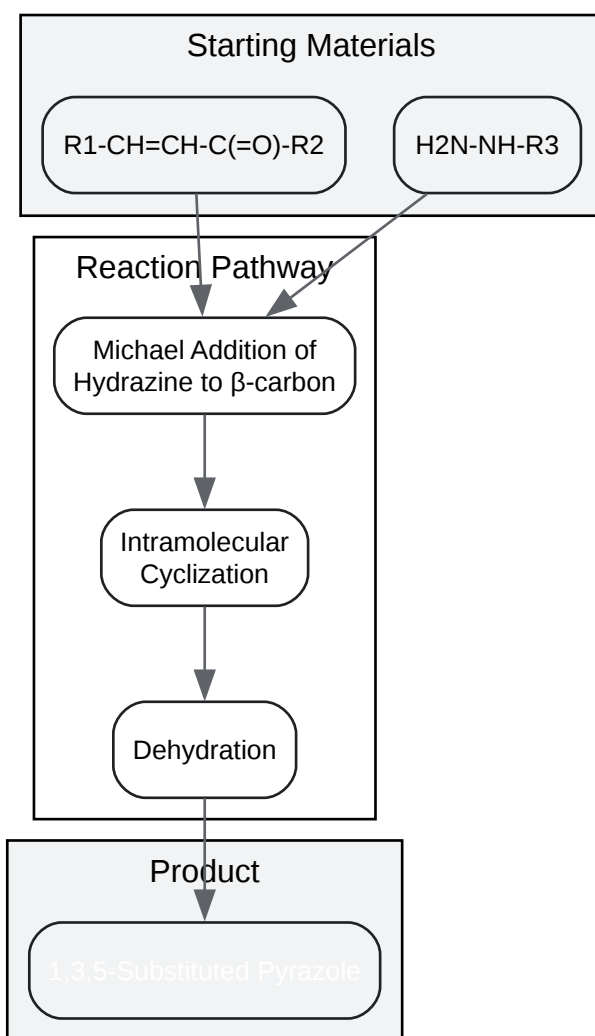 Starting Materials
R1-CH=CH-C(=O)-R2
H2N-NH-R3
Reaction Pathway
Michael Addition of
Hydrazine to β-carbon
Intramolecular
Cyclization
Dehydration
Product
1,3,5-Substituted Pyrazole